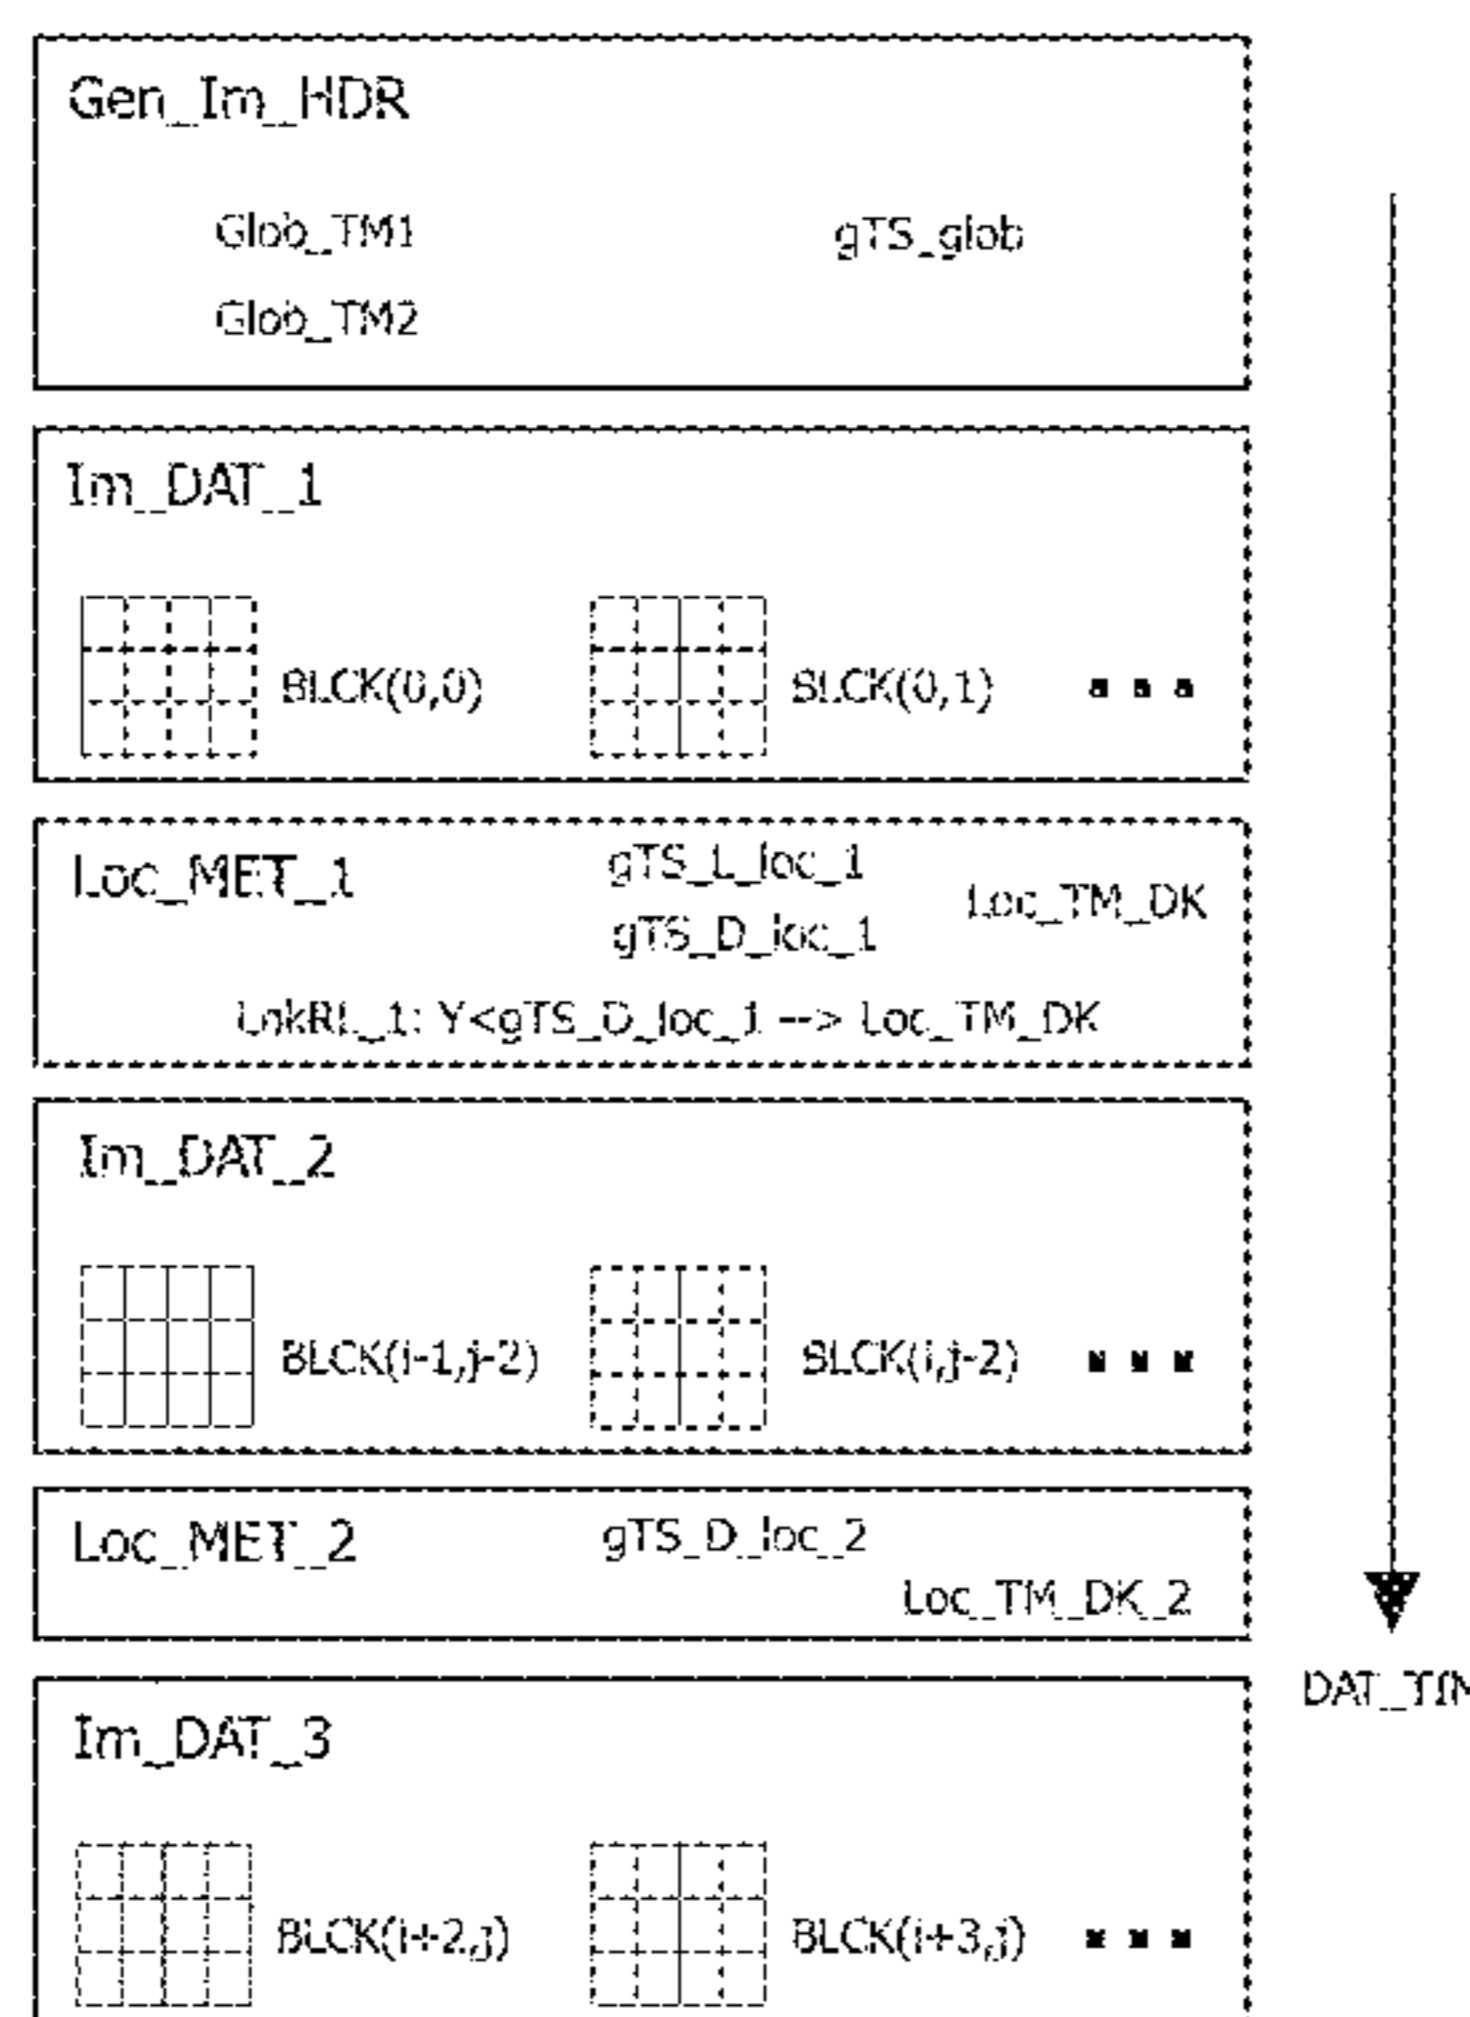 Gen_Im_HDR
Glob_TM1
gTS_glob
Glob_TM2
Im_DAT_1
BLCK(0,0)
BLCK(0,1)
Loc_MET_1
gTS_L_loc_1
Loc_TM_DK
gTS_D_loc_1
LnkRL_1: Y<gTS_D_loc_1 --> Loc_TM_DK
Im_DAT_2
BLCK(i-1,j-2)
BLCK(i,j-2)
Loc_MET_2
gTS_D_loc_2
Loc_TM_DK_2
DAT_TIM
Im_DAT_3
BLCK(i+2,j)
BLCK(i+3,j)